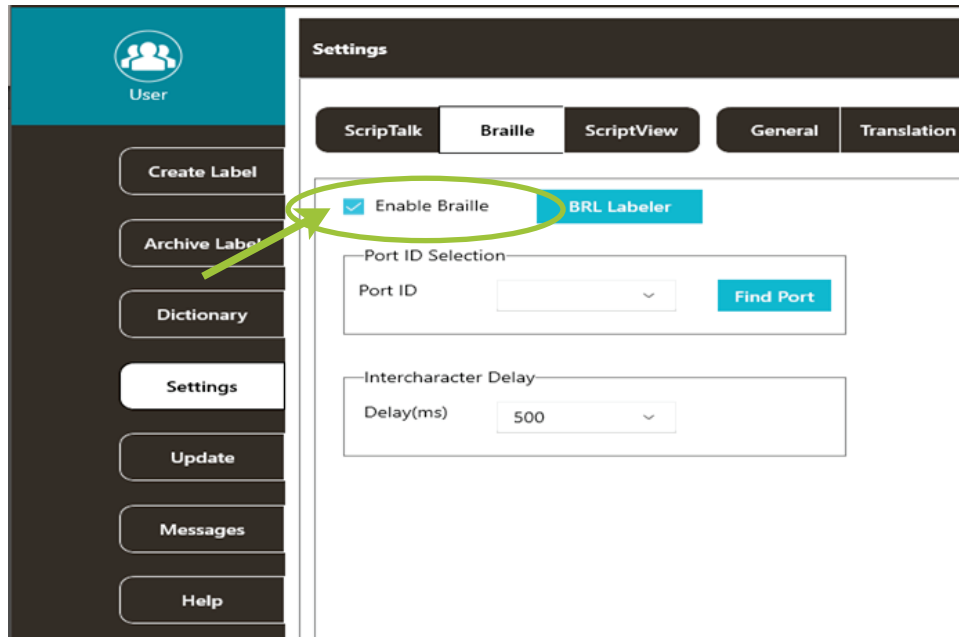 User
Create Label
Archive Label
Dictionary
Settings
Update
Messages
Help
Settings
ScripTalk Braille ScriptView General Translation
Enable Braille BRL Labeler
Port ID Selection
Port ID Find Port
Intercharacter Delay
Delay(ms) 500